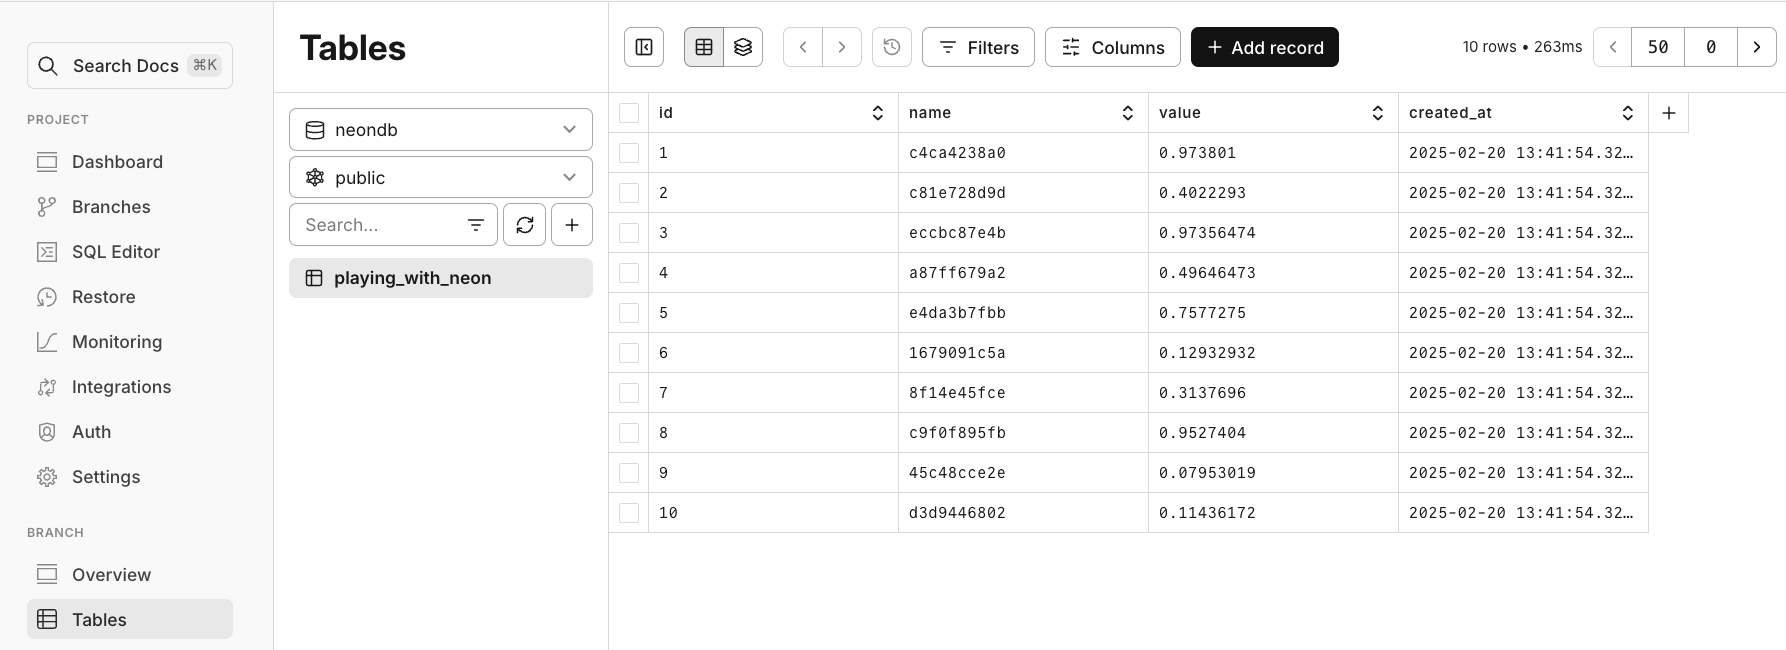 Search Docs ⌘K
PROJECT
Dashboard
Branches
SQL Editor
Restore
Monitoring
Integrations
Auth
Settings
BRANCH
Overview
Tables
Tables
neondb
public
Search...
playing_with_neon
Filters
Columns
+ Add record
10 rows • 263ms
50
0
id name value created_at +
1 c4ca4238a0 0.973801 2025-02-20 13:41:54.32…
2 c81e728d9d 0.4022293 2025-02-20 13:41:54.32…
3 eccbc87e4b 0.97356474 2025-02-20 13:41:54.32…
4 a87ff679a2 0.49646473 2025-02-20 13:41:54.32…
5 e4da3b7fbb 0.7577275 2025-02-20 13:41:54.32…
6 1679091c5a 0.12932932 2025-02-20 13:41:54.32…
7 8f14e45fce 0.3137696 2025-02-20 13:41:54.32…
8 c9f0f895fb 0.9527404 2025-02-20 13:41:54.32…
9 45c48cce2e 0.07953019 2025-02-20 13:41:54.32…
10 d3d9446802 0.11436172 2025-02-20 13:41:54.32…